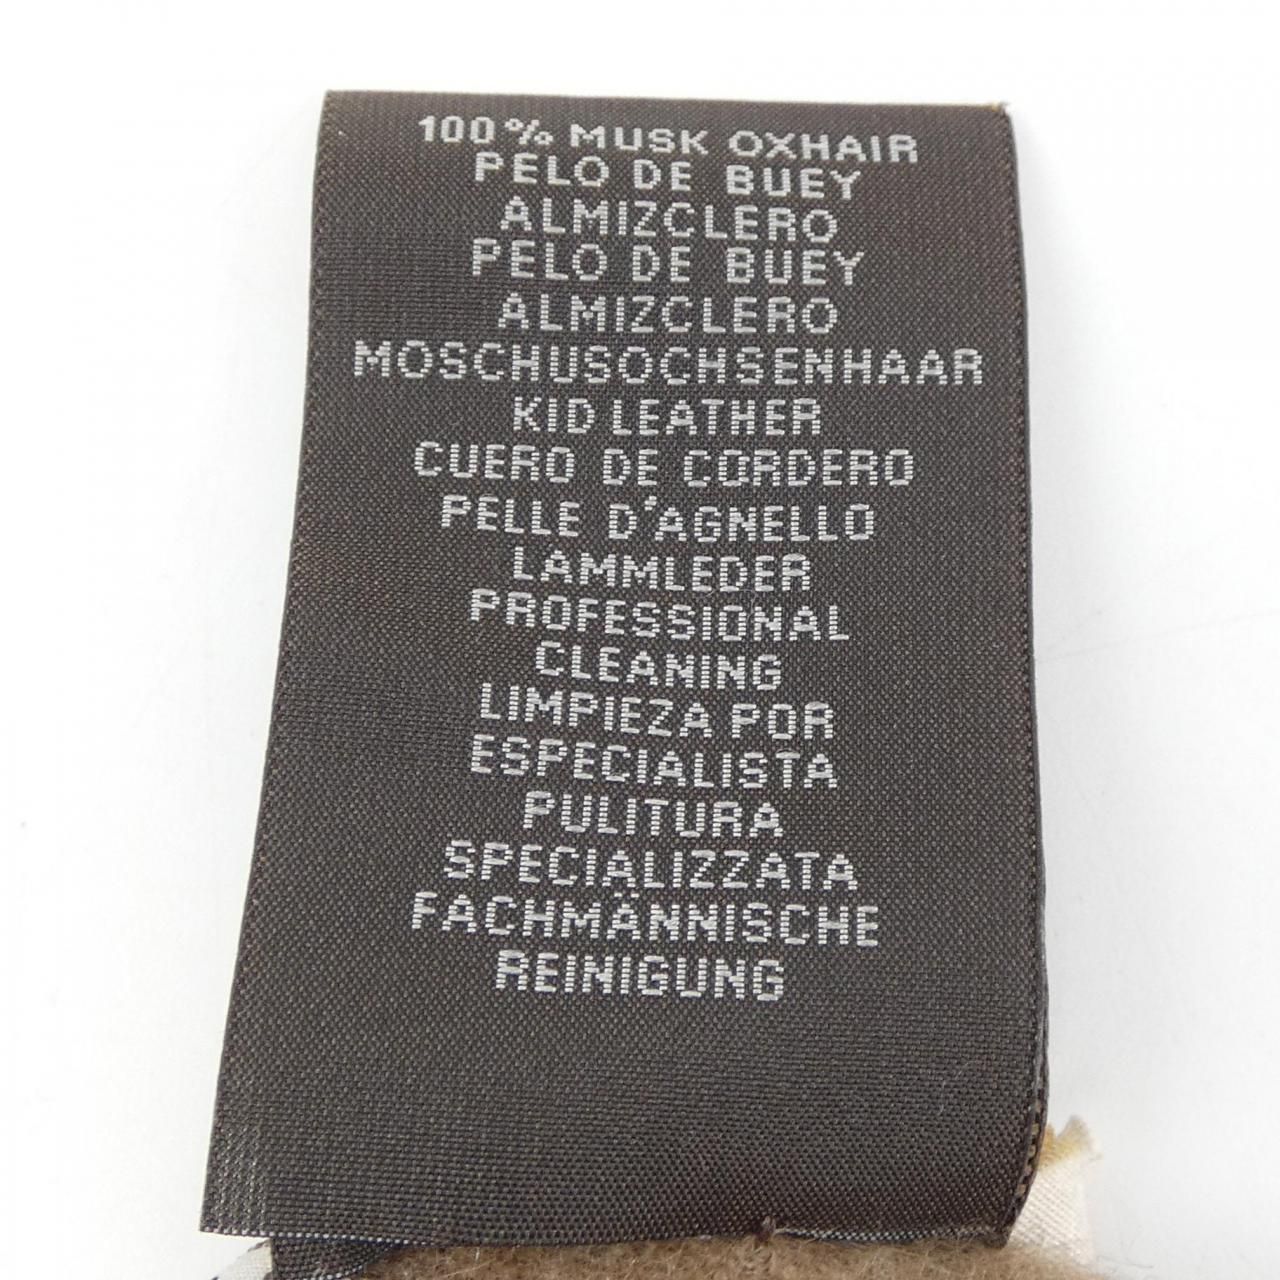 100% MUSK OXHAIR
PELO DE BUEY
ALMIZCLERO
PELO DE BUEY
ALMIZCLERO
MOSCHUSOCHSENHAAR
KID LEATHER
CUERO DE CORDERO
PELLE D'AGNELLO
LAMMLEDER
PROFESSIONAL
CLEANING
LIMPIEZA POR
ESPECIALISTA
PULITURA
SPECIALIZZATA
FACHMÄNNISCHE
REINIGUNG